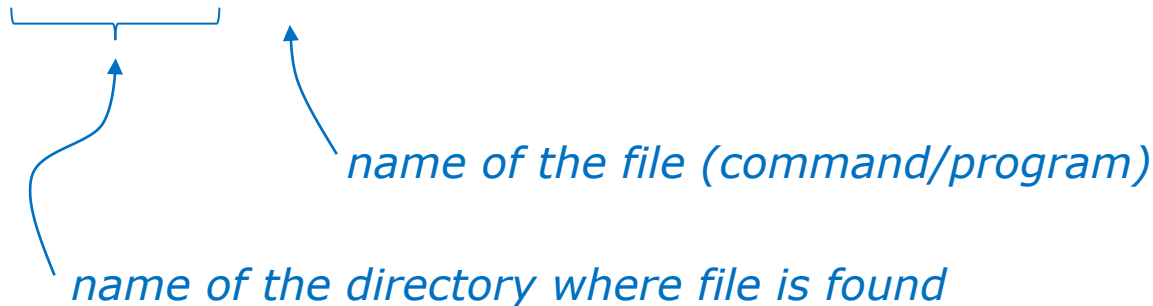 name of the file (command/program)
name of the directory where file is found